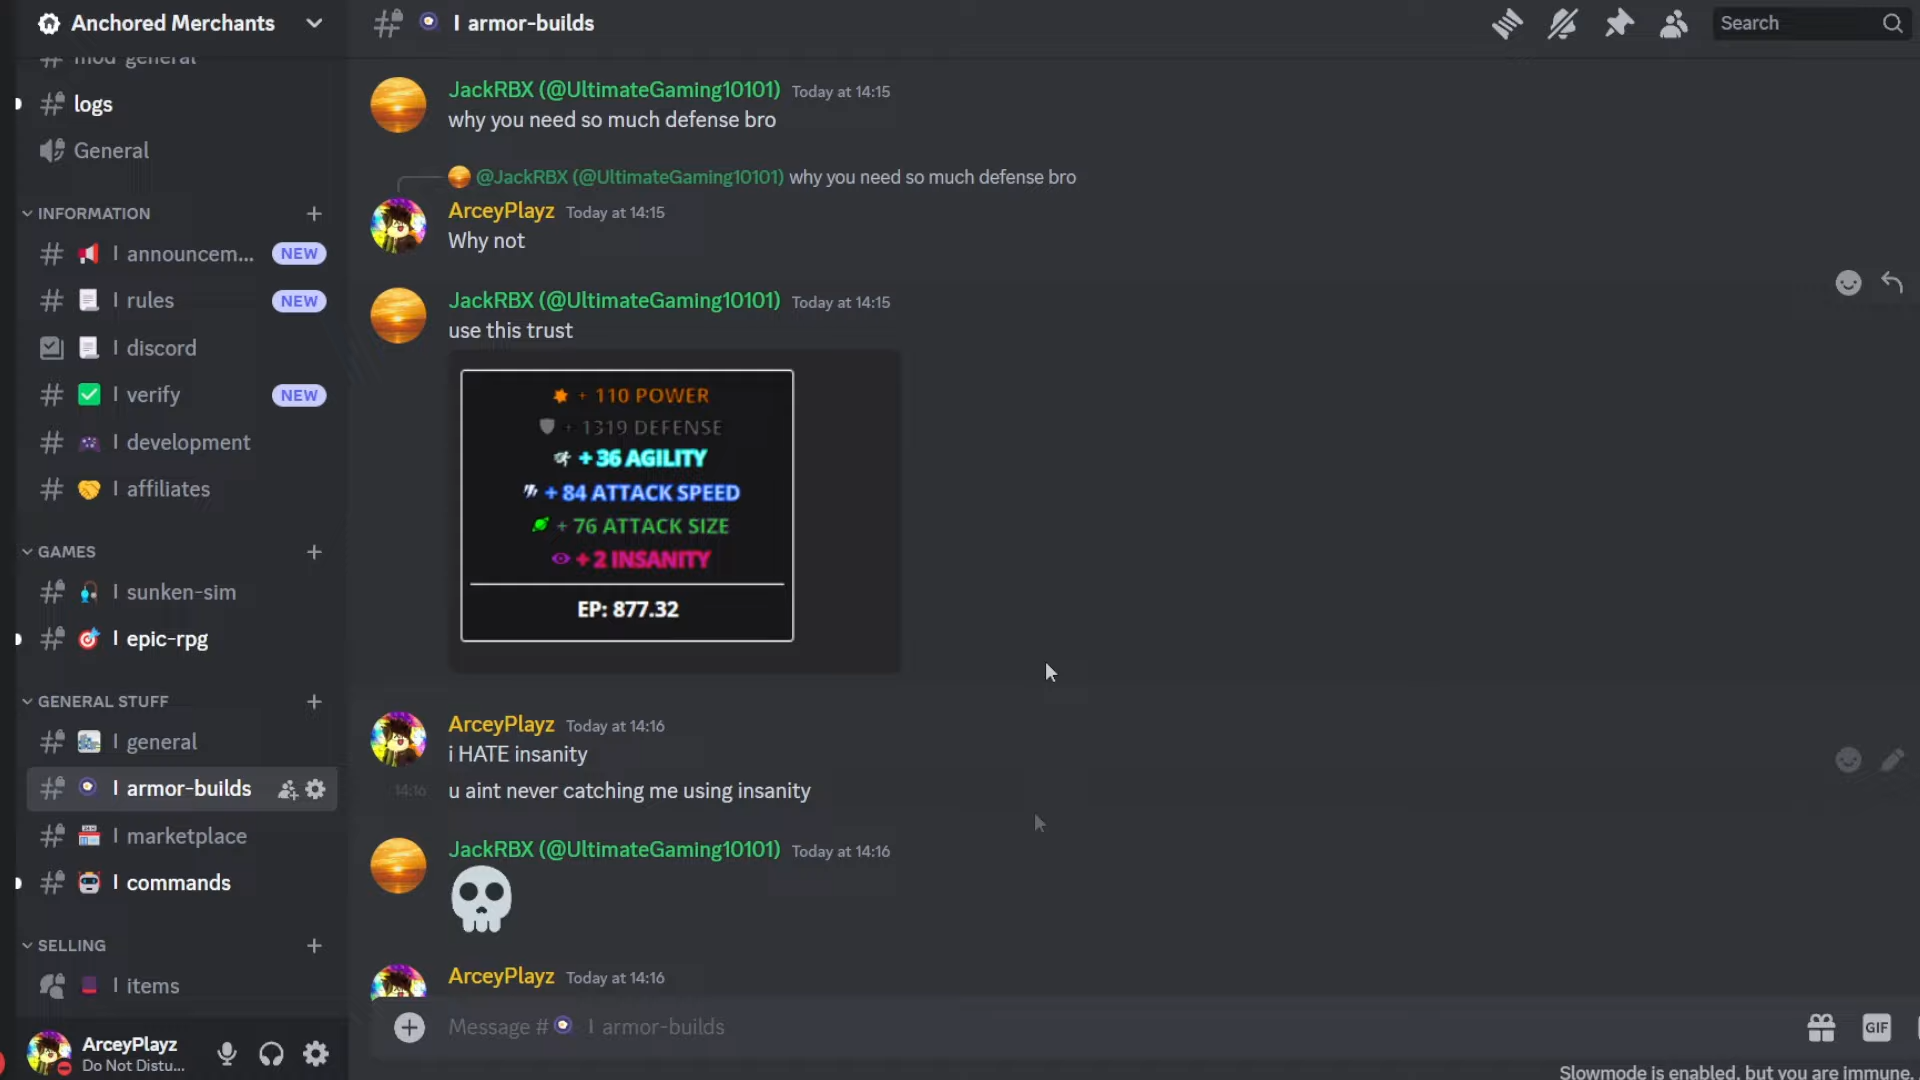 Anchored Merchants
mod-general
logs
General
INFORMATION
announcem... NEW
rules NEW
discord
verify NEW
development
affiliates
GAMES
sunken-sim
epic-rpg
GENERAL STUFF
general
armor-builds
marketplace
commands
SELLING
items
ArceyPlayz
Do Not Distu...
armor-builds
Search
JackRBX (@UltimateGaming10101) Today at 14:15
why you need so much defense bro
@JackRBX (@UltimateGaming10101) why you need so much defense bro
ArceyPlayz Today at 14:15
Why not
JackRBX (@UltimateGaming10101) Today at 14:15
use this trust
+ 110 POWER
+ 1319 DEFENSE
+ 36 AGILITY
+ 84 ATTACK SPEED
+ 76 ATTACK SIZE
+ 2 INSANITY
EP: 877.32
ArceyPlayz Today at 14:16
i HATE insanity
14:16 u aint never catching me using insanity
JackRBX (@UltimateGaming10101) Today at 14:16
ArceyPlayz Today at 14:16
Message # armor-builds
GIF
Slowmode is enabled, but you are immune.